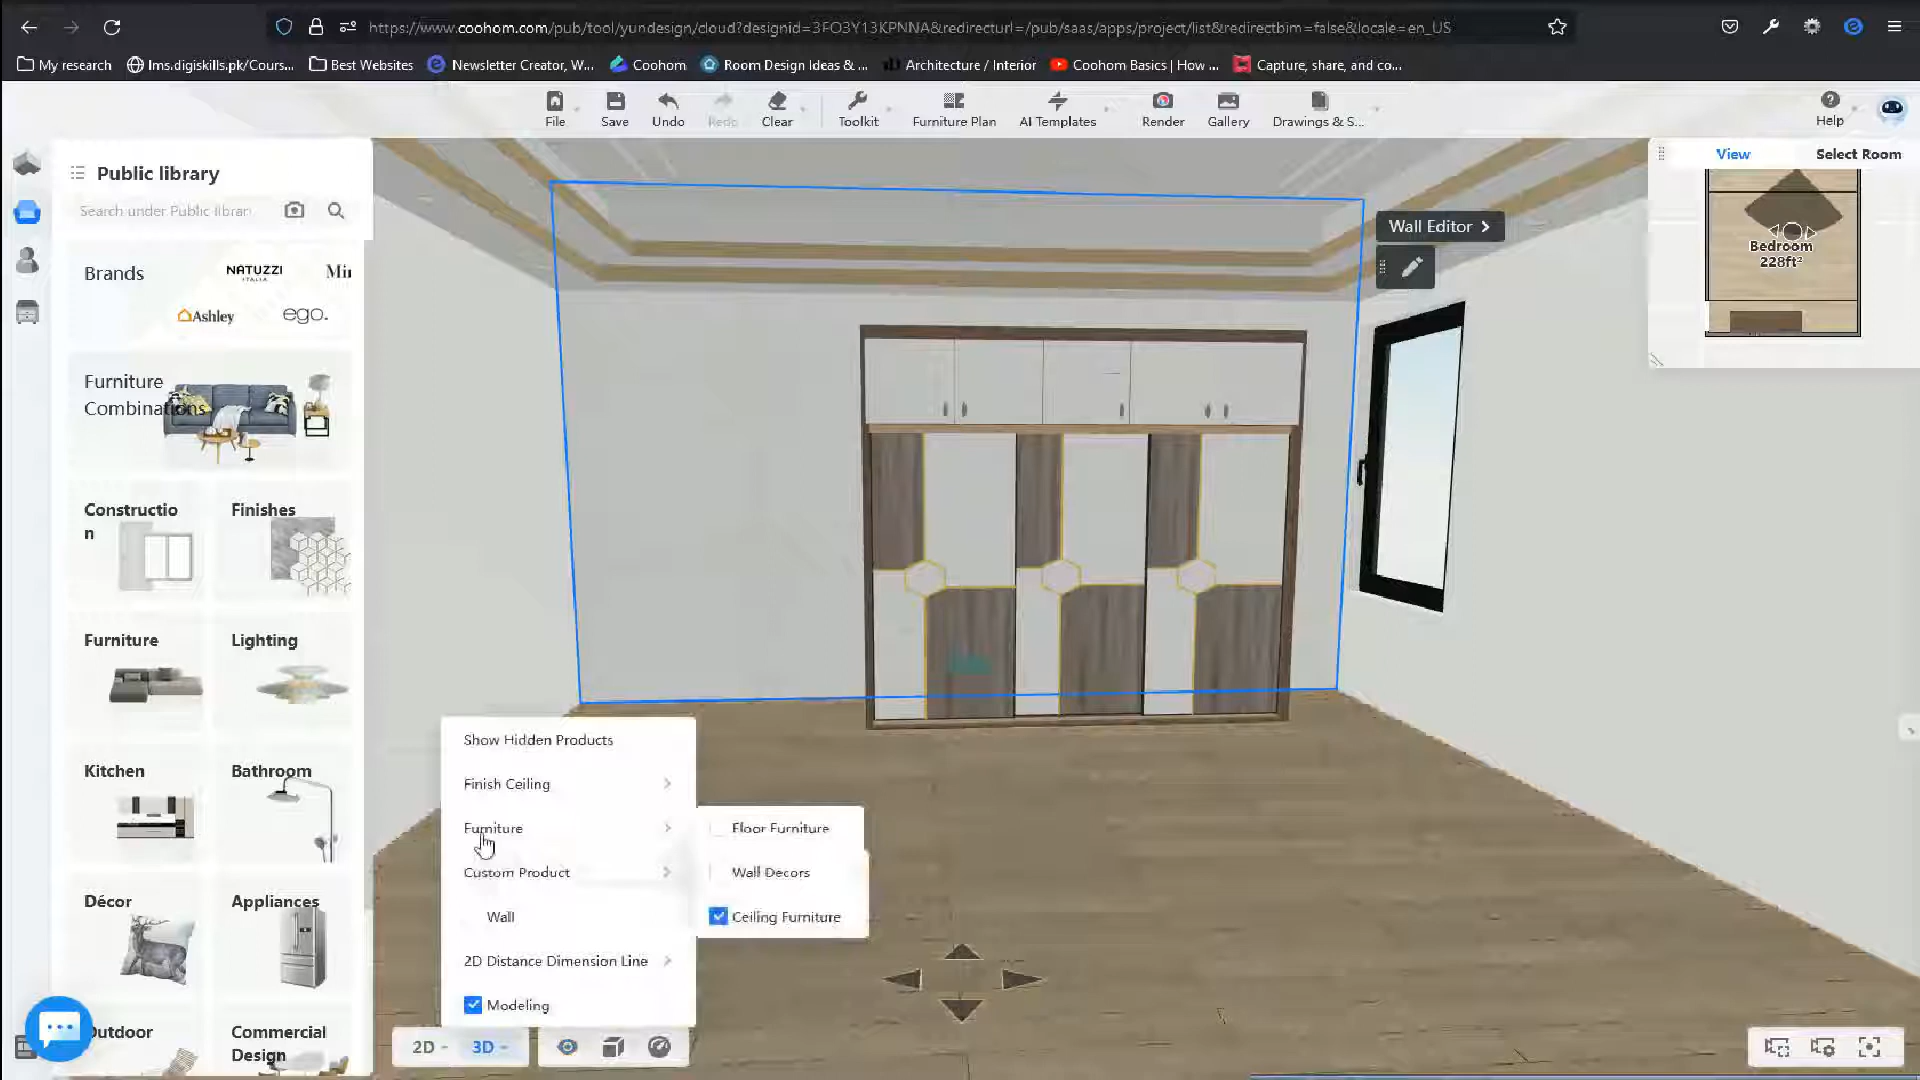 https://www.coohom.com/pub/tool/yundesign/cloud?designid=3FO3Y13KPNNA&redirecturl=/pub/saas/apps/project/list&redirectbim=false&locale=en_US
My research
lms.digiskills.pk/Cours...
Best Websites
Newsletter Creator, W...
Coohom
Room Design Ideas & ...
Architecture / Interior
Coohom Basics | How ...
Capture, share, and co...
File
Save
Undo
Redo
Clear
Toolkit
Furniture Plan
AI Templates
Render
Gallery
Drawings & S...
Help
Public library
Search under Public librar
Brands
NATUZZI
ITALIA
Min
Ashley
ego.
Furniture
Combinations
Constructio
n
Finishes
Furniture
Lighting
Kitchen
Bathroom
Décor
Appliances
Outdoor
Commercial
Design
Wall Editor
View
Select Room
Bedroom
228ft²
Show Hidden Products
Finish Ceiling
Furniture
Custom Product
Wall
2D Distance Dimension Line
Modeling
Floor Furniture
Wall Decors
Ceiling Furniture
2D
3D